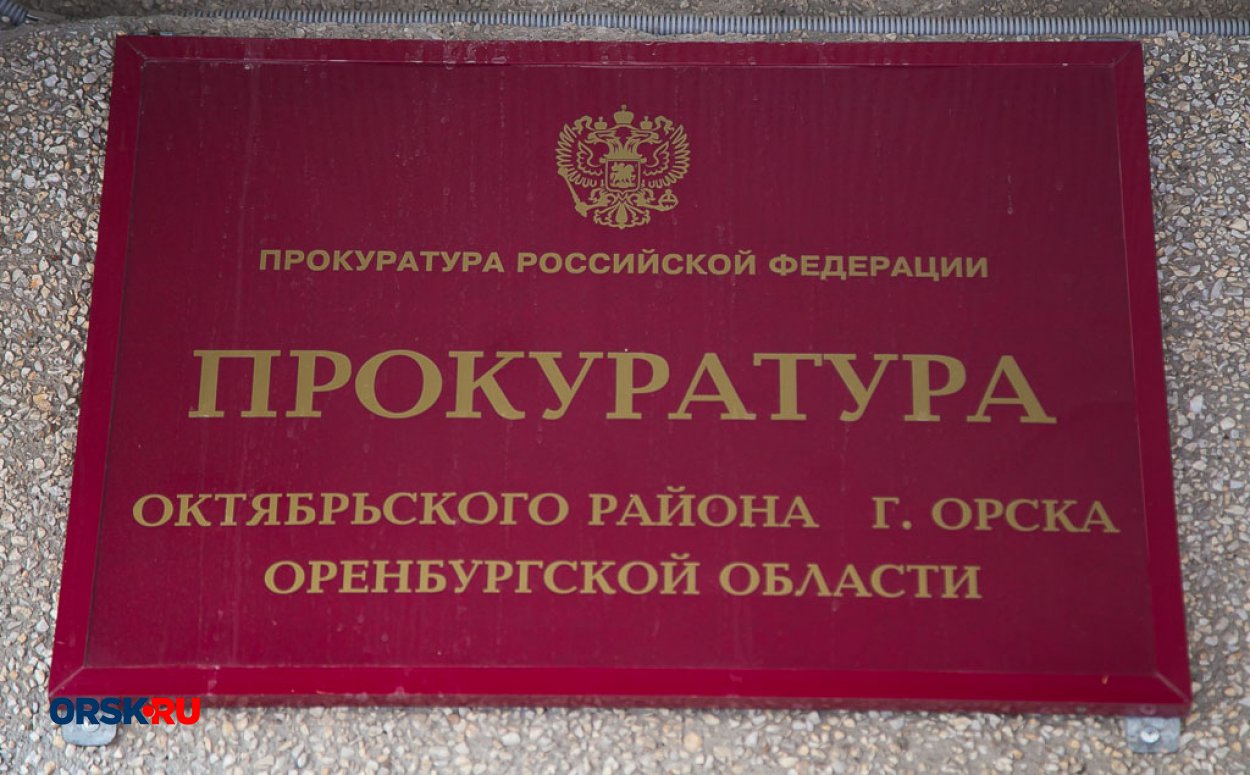 ПРОКУРАТУРА РОССИЙСКОЙ ФЕДЕРАЦИИ
ПРОКУРАТУРА
ОКТЯБРЬСКОГО РАЙОНА Г. ОРСКА
ОРЕНБУРГСКОЙ ОБЛАСТИ
ORSK.RU